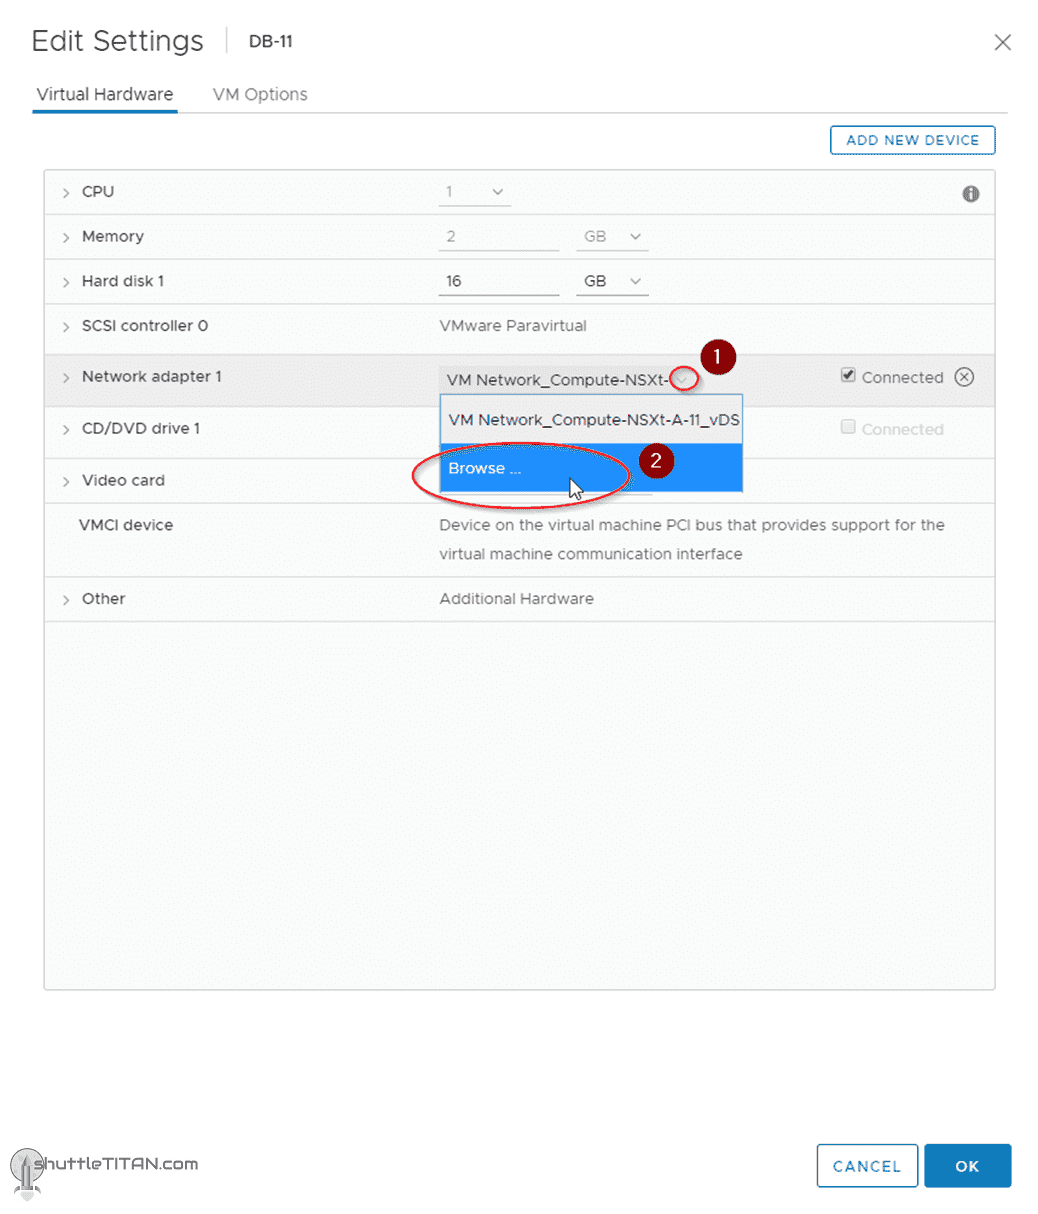 Edit Settings DB-11
Virtual Hardware VM Options
ADD NEW DEVICE
CPU 1
Memory 2 GB
Hard disk 1 16 GB
SCSI controller 0 VMware Paravirtual
1
Network adapter 1 VM Network_Compute-NSXt- Connected
VM Network_Compute-NSXt-A-11_vDS
CD/DVD drive 1 Connected
Browse ... 2
Video card
VMCI device Device on the virtual machine PCI bus that provides support for the
virtual machine communication interface
Other Additional Hardware
shuttleTITAN.com
CANCEL OK